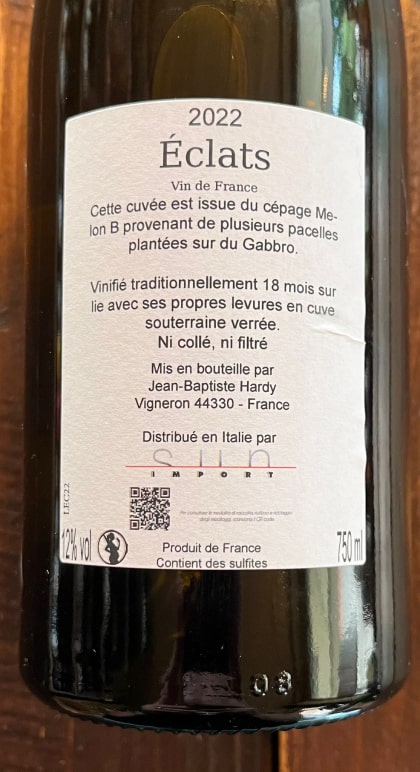 2022
Éclats
Vin de France
Cette cuvée est issue du cépage Me-
lon B provenant de plusieurs pacelles
plantées sur du Gabbro.
Vinifié traditionnellement 18 mois sur
lie avec ses propres levures en cuve
souterraine verrée.
Ni collé, ni filtré
Mis en bouteille par
Jean-Baptiste Hardy
Vigneron 44330 - France
Distribué en Italie par
sun
IMPORT
LEC22
12% vol
750 ml
Produit de France
Contient des sulfites
08